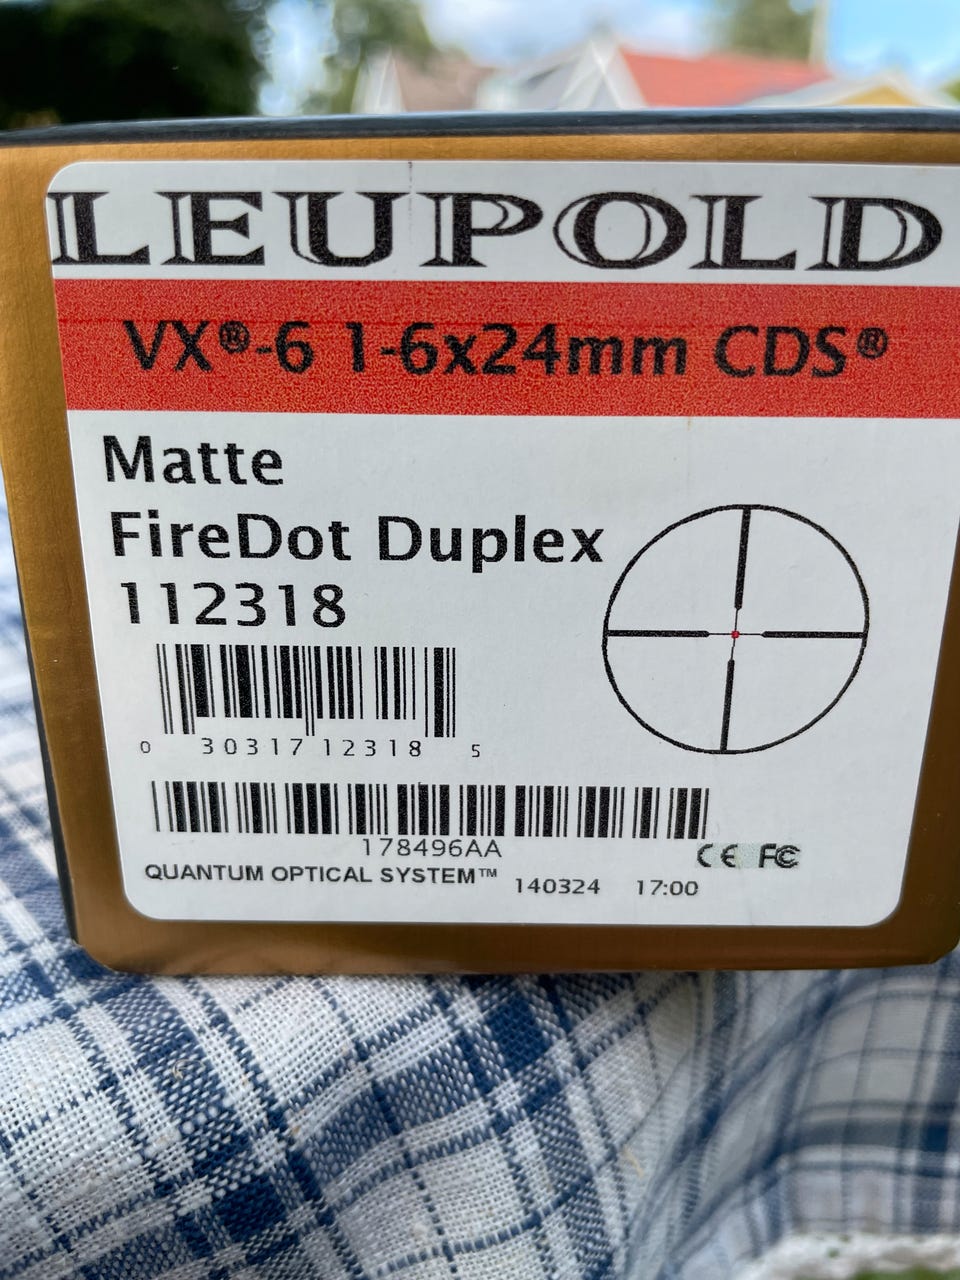 LEUPOLD
VX®-6 1-6x24mm CDS®
Matte
FireDot Duplex
112318
0 30317 12318 5
178496AA
CE FC
QUANTUM OPTICAL SYSTEM™ 140324 17:00